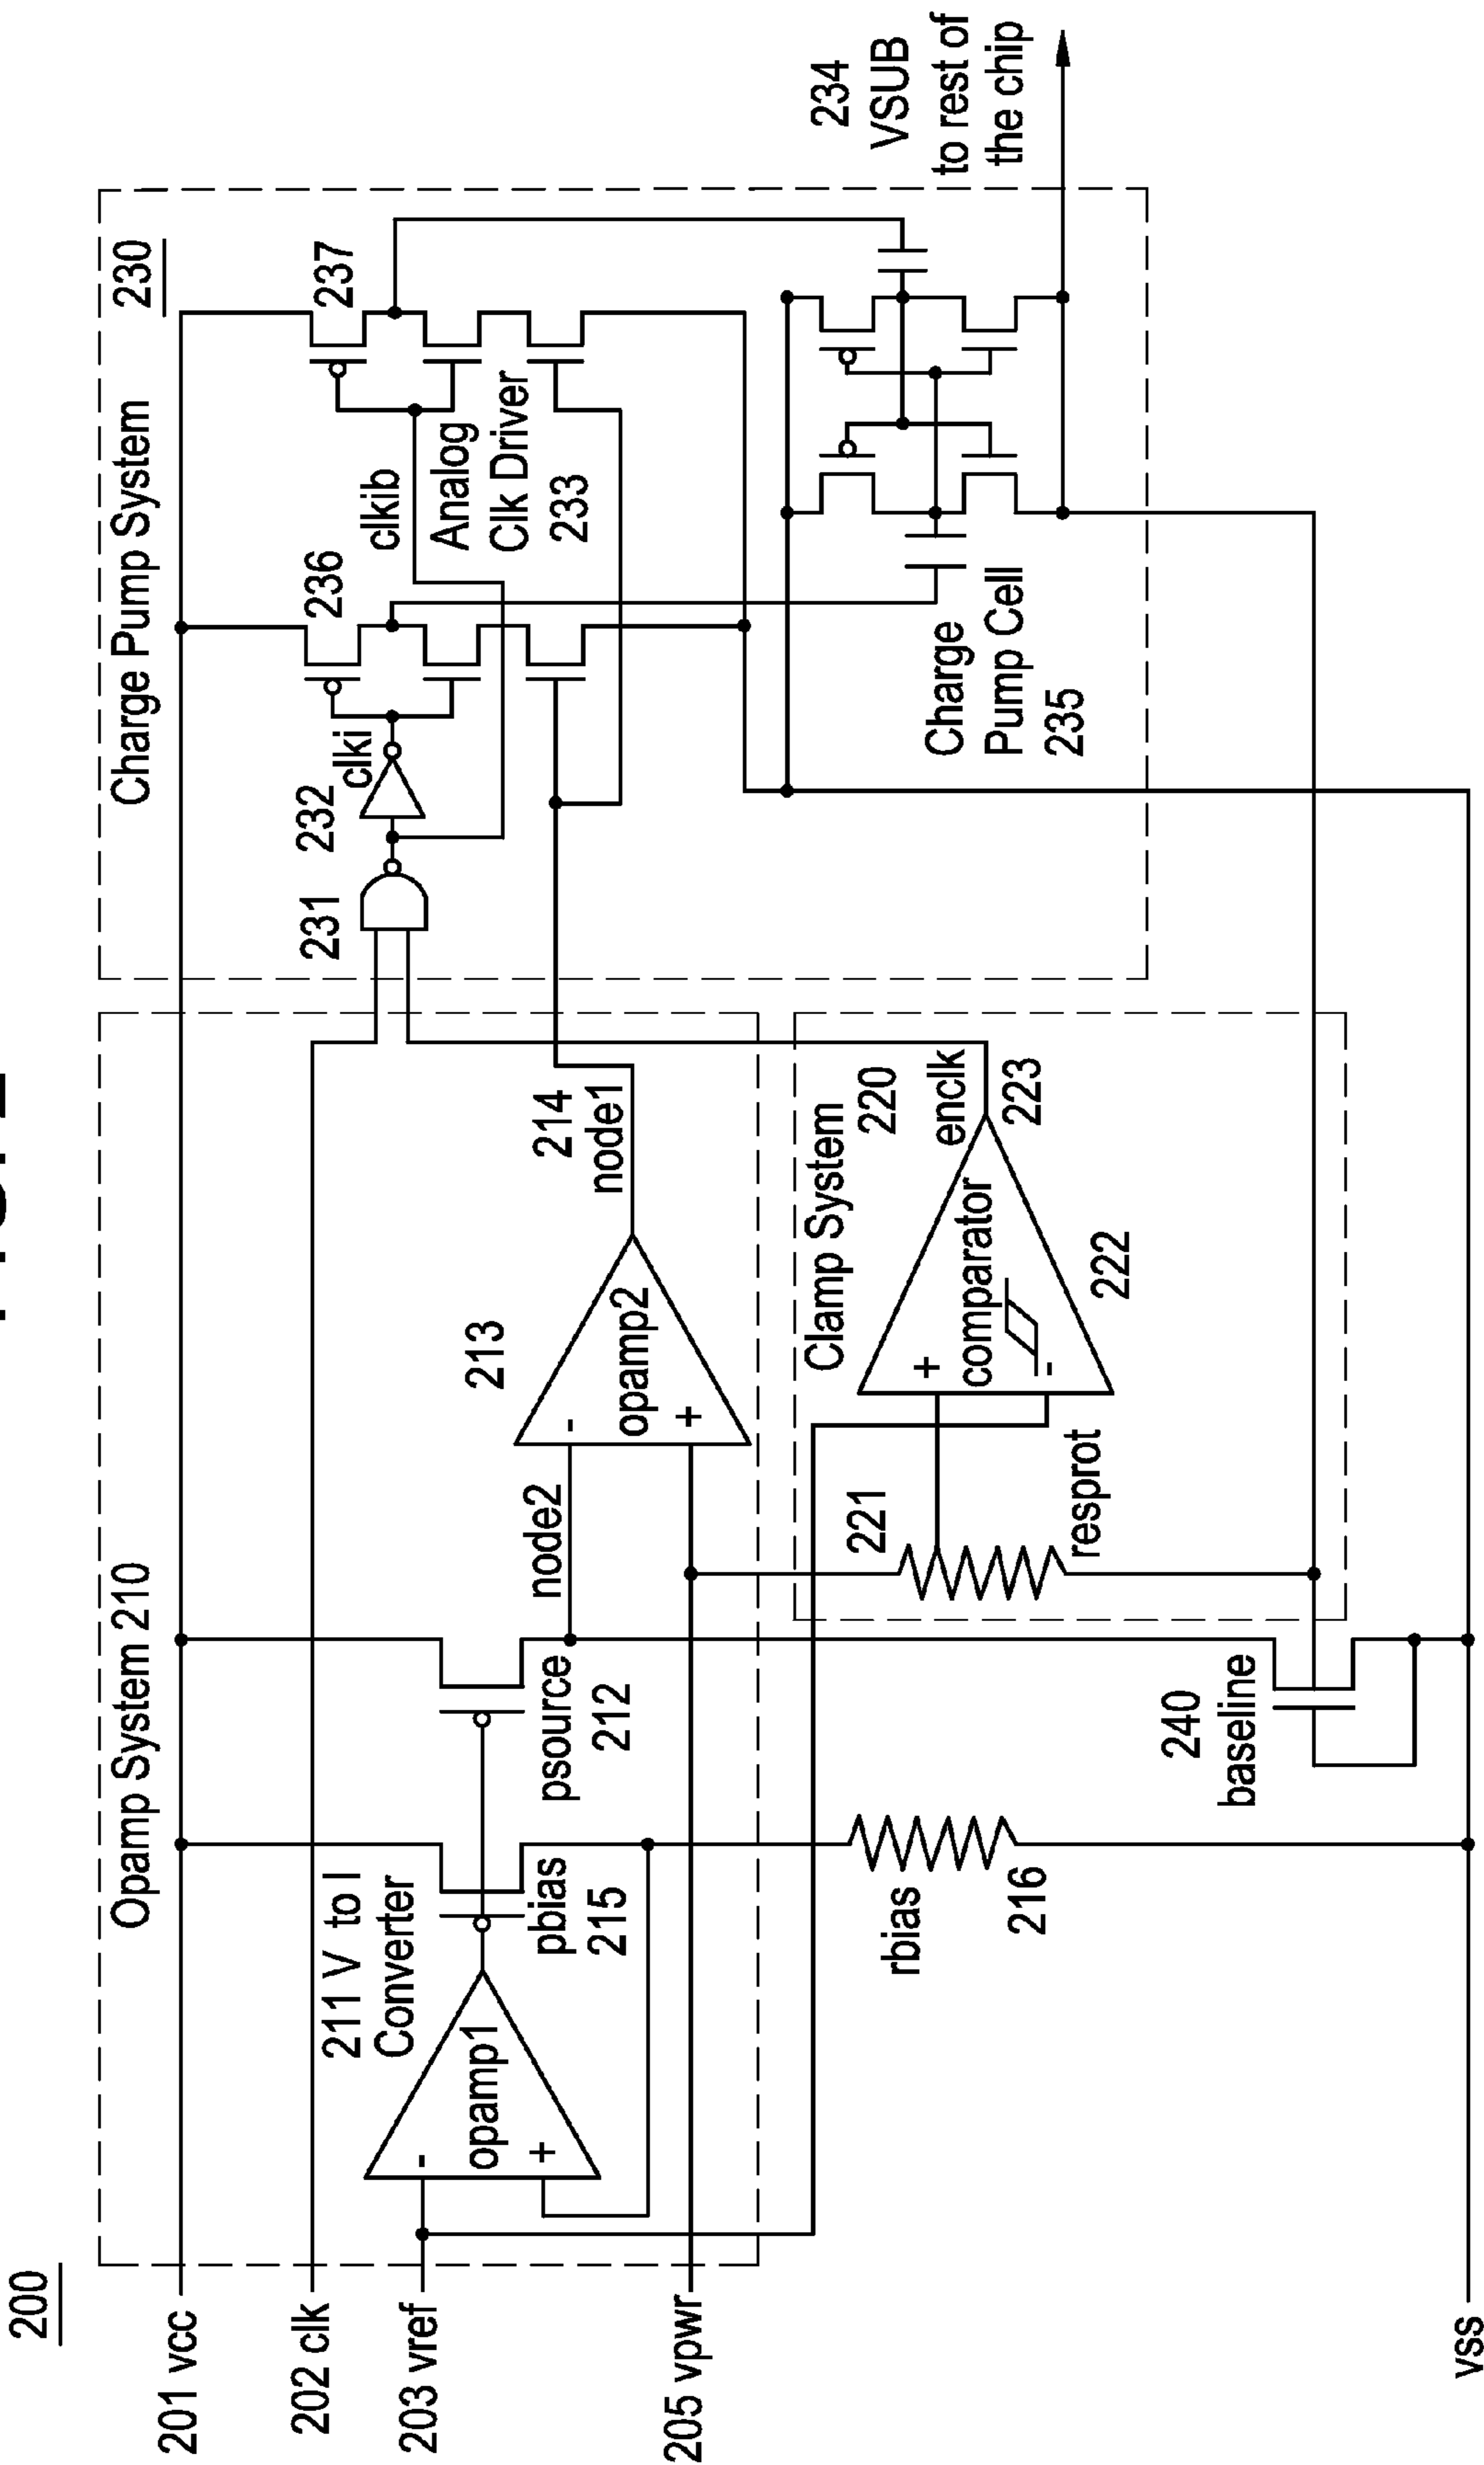 200
201 vcc
202 clk
203 vref
205 vpwr
vss
Opamp System 210
211 V to I
Converter
opamp1
-
+
pbias
215
psource
212
rbias
216
node2
213
opamp2
-
+
214
node1
240
baseline
Clamp System
220
221
resprot
+
comparator
-
222
enclk
223
Charge Pump System
230
231
232
clki
236
clkib
237
Analog
Clk Driver
233
Charge
Pump Cell
235
234
VSUB
to rest of
the chip